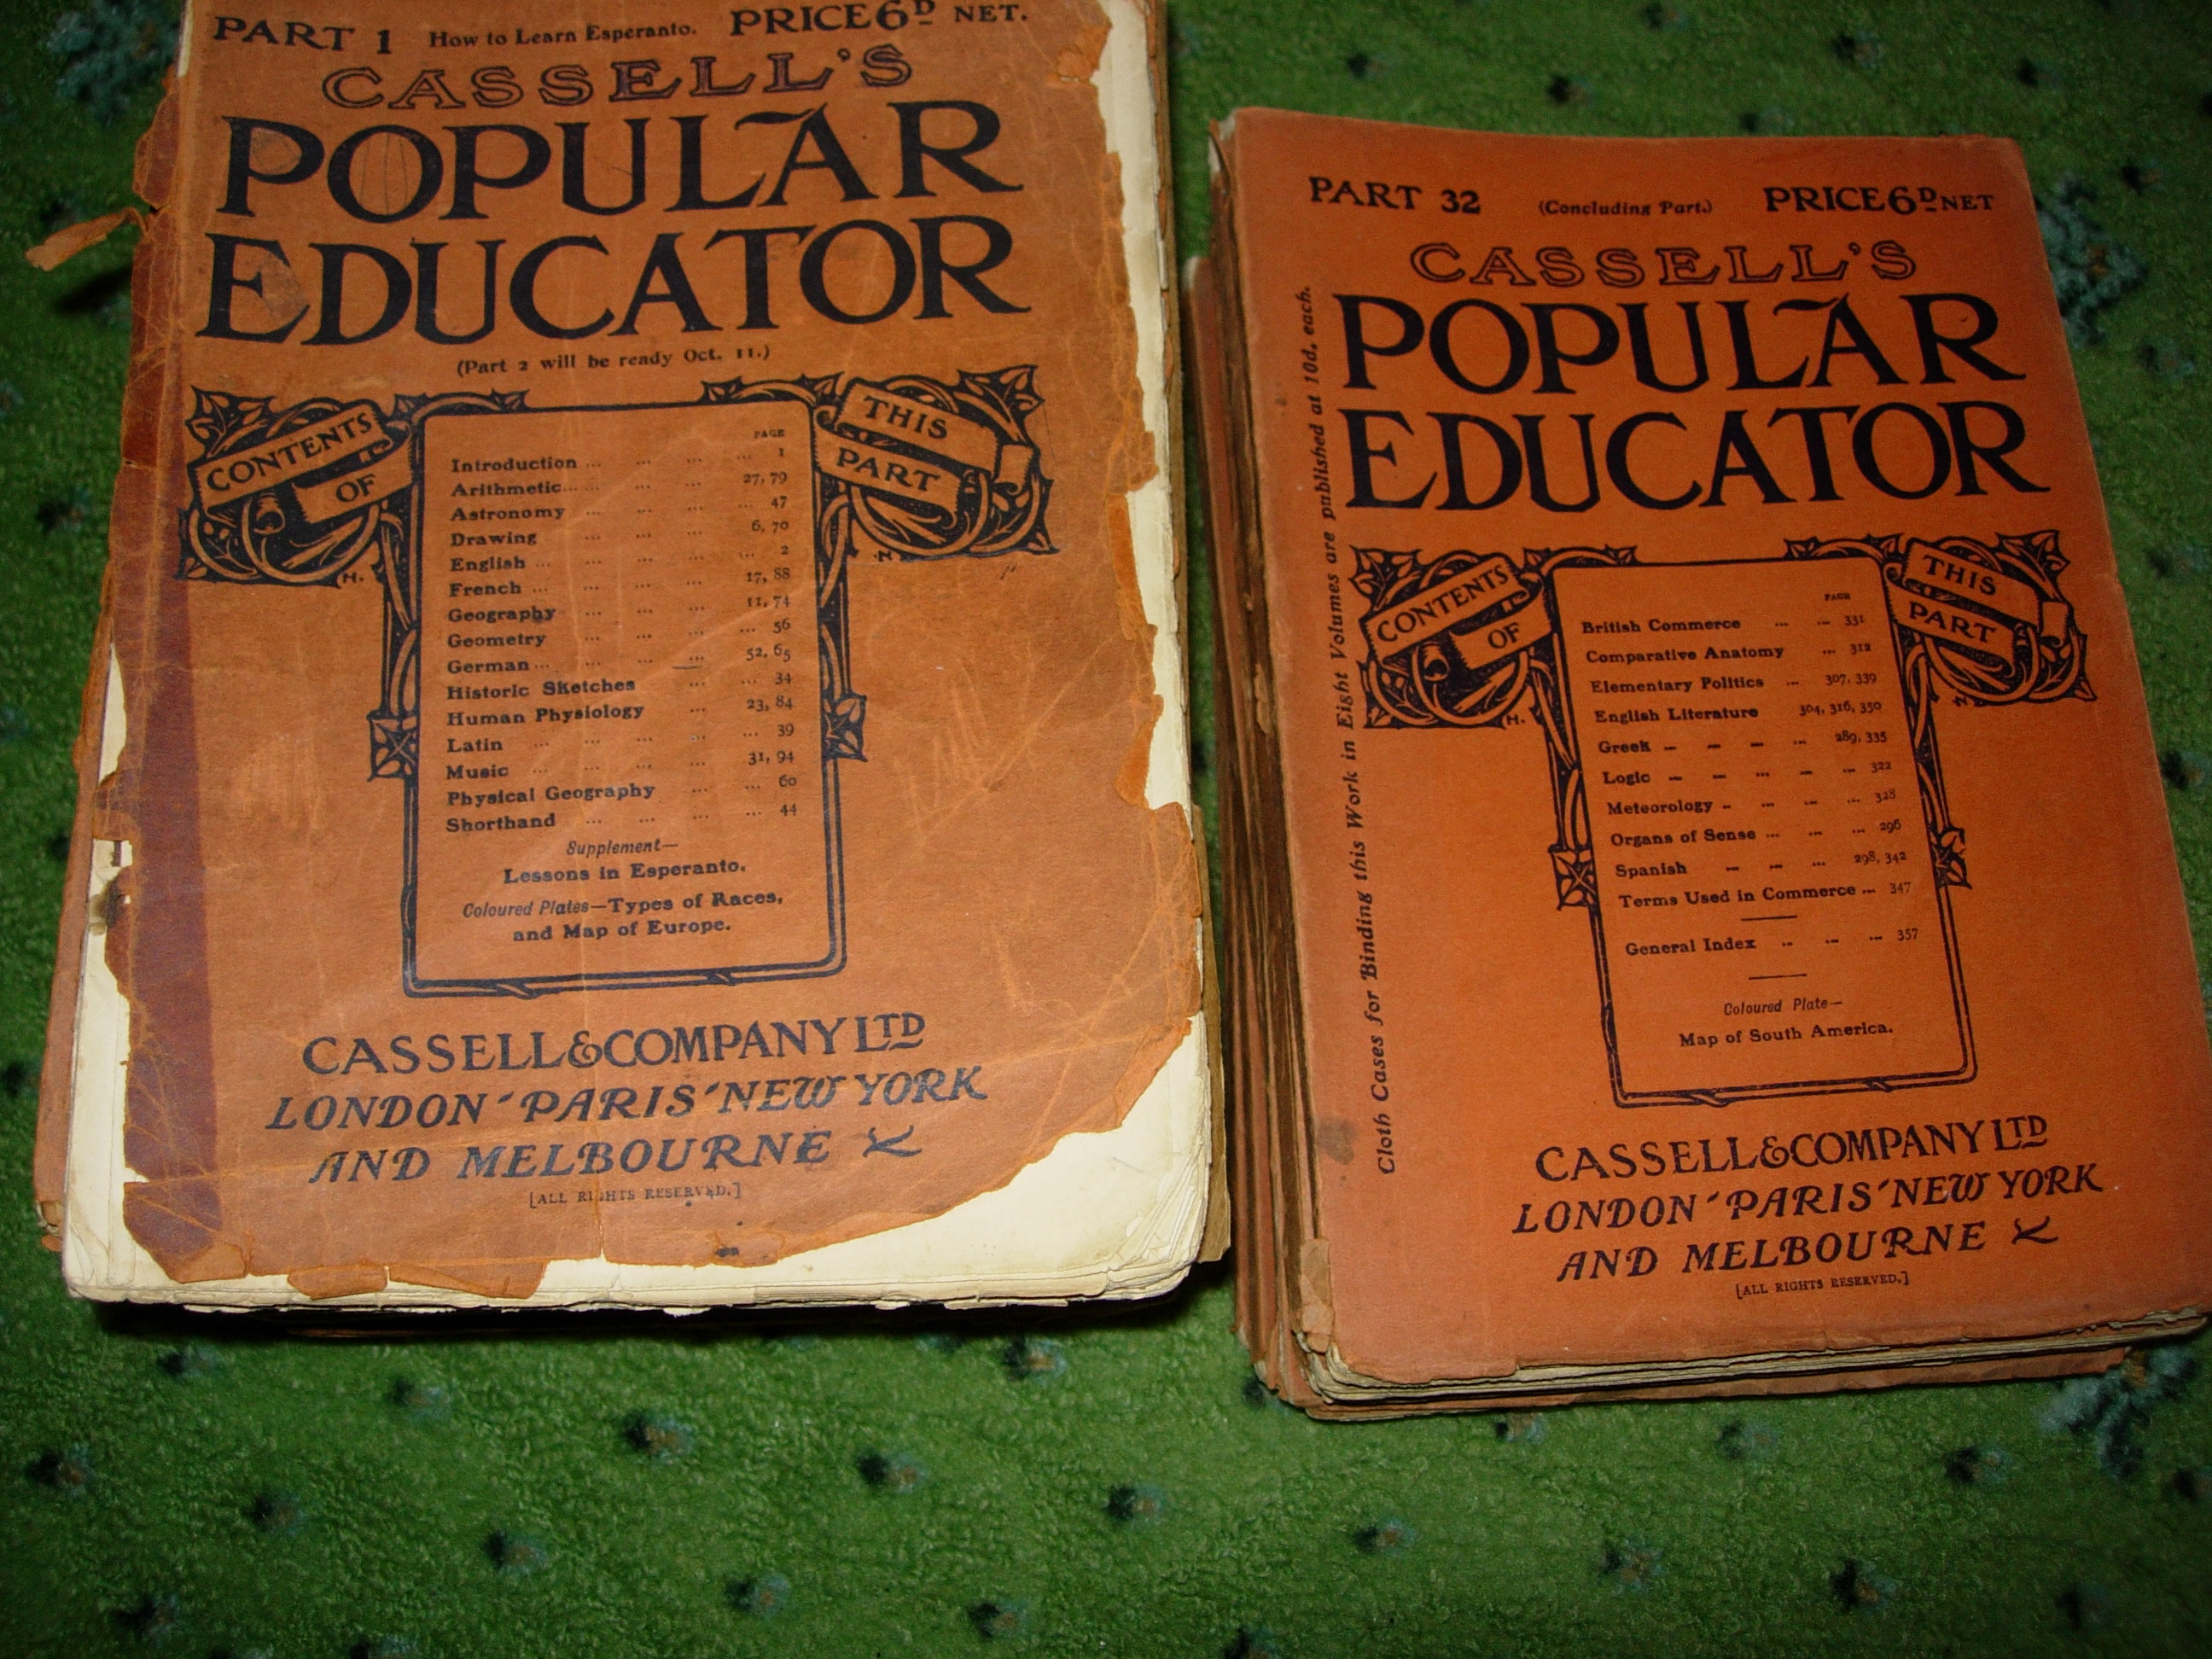 PART 1 How to Learn Esperanto. PRICE 6D NET.
CASSELL'S
POPULAR
EDUCATOR
(Part 2 will be ready Oct. 11.)
CONTENTS
OF
THIS
PART
PAGE
Introduction ... ... ... ... 1
Arithmetic... ... ... ... 27, 79
Astronomy ... ... ... ... 47
Drawing ... ... ... 6, 70
English ... ... ... ... ... 2
French ... ... ... ... 17, 88
Geography ... ... ... 11, 74
Geometry ... ... ... ... 56
German ... ... ... ... 52, 65
Historic Sketches ... ... 34
Human Physiology ... 23, 84
Latin ... ... ... ... ... 39
Music ... ... ... ... 31, 94
Physical Geography ... ... 60
Shorthand ... ... ... ... 44
Supplement—
Lessons in Esperanto.
Coloured Plates—Types of Races,
and Map of Europe.
H.
N
CASSELL & COMPANY LTD
LONDON ' PARIS ' NEW YORK
AND MELBOURNE
[ALL RIGHTS RESERVED.]
PART 32 (Concluding Part.) PRICE 6D NET
CASSELL'S
POPULAR
EDUCATOR
Cloth Cases for Binding this Work in Eight Volumes are published at 10d. each.
CONTENTS
OF
THIS
PART
PAGE
British Commerce ... ... 331
Comparative Anatomy ... 312
Elementary Politics ... 307, 339
English Literature 304, 316, 350
Greek ... ... ... ... 289, 335
Logic ... ... ... ... ... 322
Meteorology ... ... ... ... 328
Organs of Sense ... ... ... 296
Spanish ... ... ... 298, 342
Terms Used in Commerce ... 347
General Index ... ... ... 357
Coloured Plate—
Map of South America.
H.
N
CASSELL & COMPANY LTD
LONDON ' PARIS ' NEW YORK
AND MELBOURNE
[ALL RIGHTS RESERVED.]